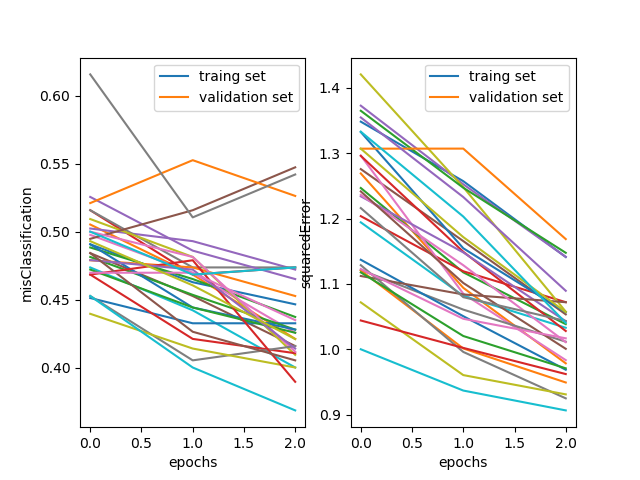 traing set
validation set
0.60
0.55
0.50
0.45
0.40
misClassification
0.0
0.5
1.0
1.5
2.0
epochs
traing set
validation set
1.4
1.3
1.2
1.1
1.0
0.9
squaredError
0.0
0.5
1.0
1.5
2.0
epochs